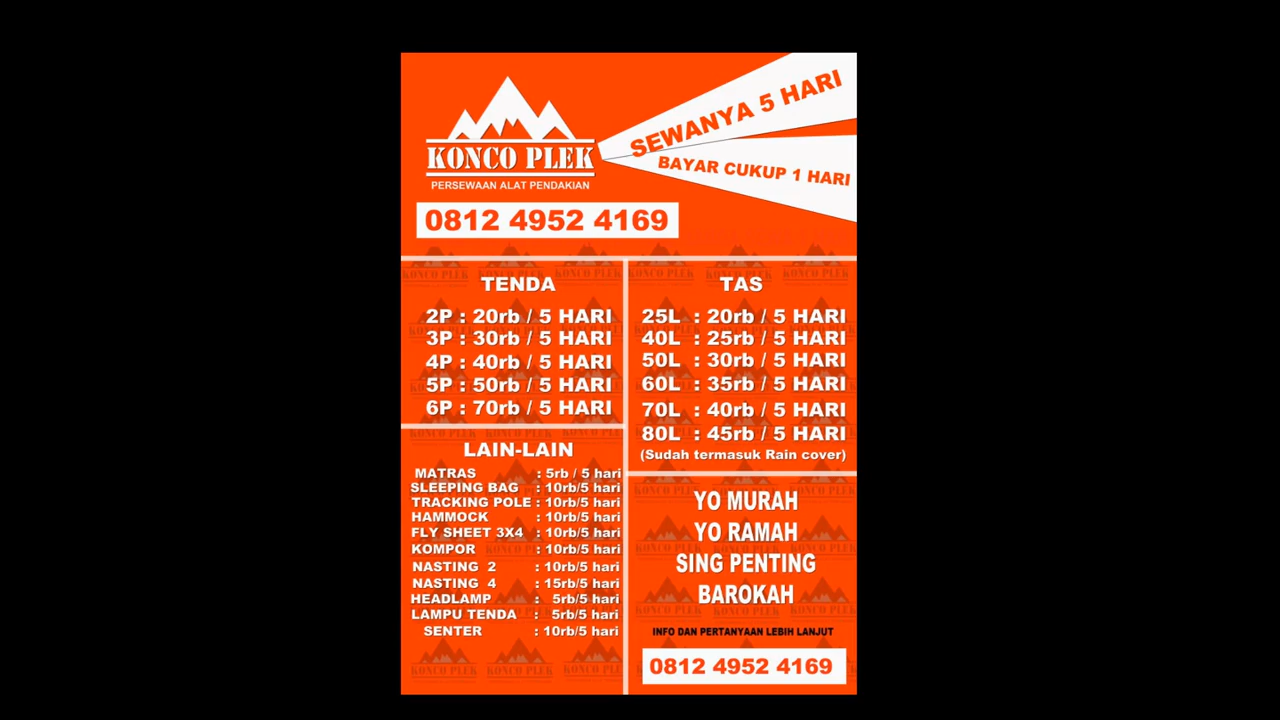 KONCO PLEK
PERSEWAAN ALAT PENDAKIAN
0812 4952 4169
SEWANYA 5 HARI
BAYAR CUKUP 1 HARI
TENDA
2P : 20rb / 5 HARI
3P : 30rb / 5 HARI
4P : 40rb / 5 HARI
5P : 50rb / 5 HARI
6P : 70rb / 5 HARI
LAIN-LAIN
MATRAS : 5rb / 5 hari
SLEEPING BAG : 10rb/5 hari
TRACKING POLE : 10rb/5 hari
HAMMOCK : 10rb/5 hari
FLY SHEET 3X4 : 10rb/5 hari
KOMPOR : 10rb/5 hari
NASTING 2 : 10rb/5 hari
NASTING 4 : 15rb/5 hari
HEADLAMP : 5rb/5 hari
LAMPU TENDA : 5rb/5 hari
SENTER : 10rb/5 hari
TAS
25L : 20rb / 5 HARI
40L : 25rb / 5 HARI
50L : 30rb / 5 HARI
60L : 35rb / 5 HARI
70L : 40rb / 5 HARI
80L : 45rb / 5 HARI
(Sudah termasuk Rain cover)
YO MURAH
YO RAMAH
SING PENTING
BAROKAH
INFO DAN PERTANYAAN LEBIH LANJUT
0812 4952 4169